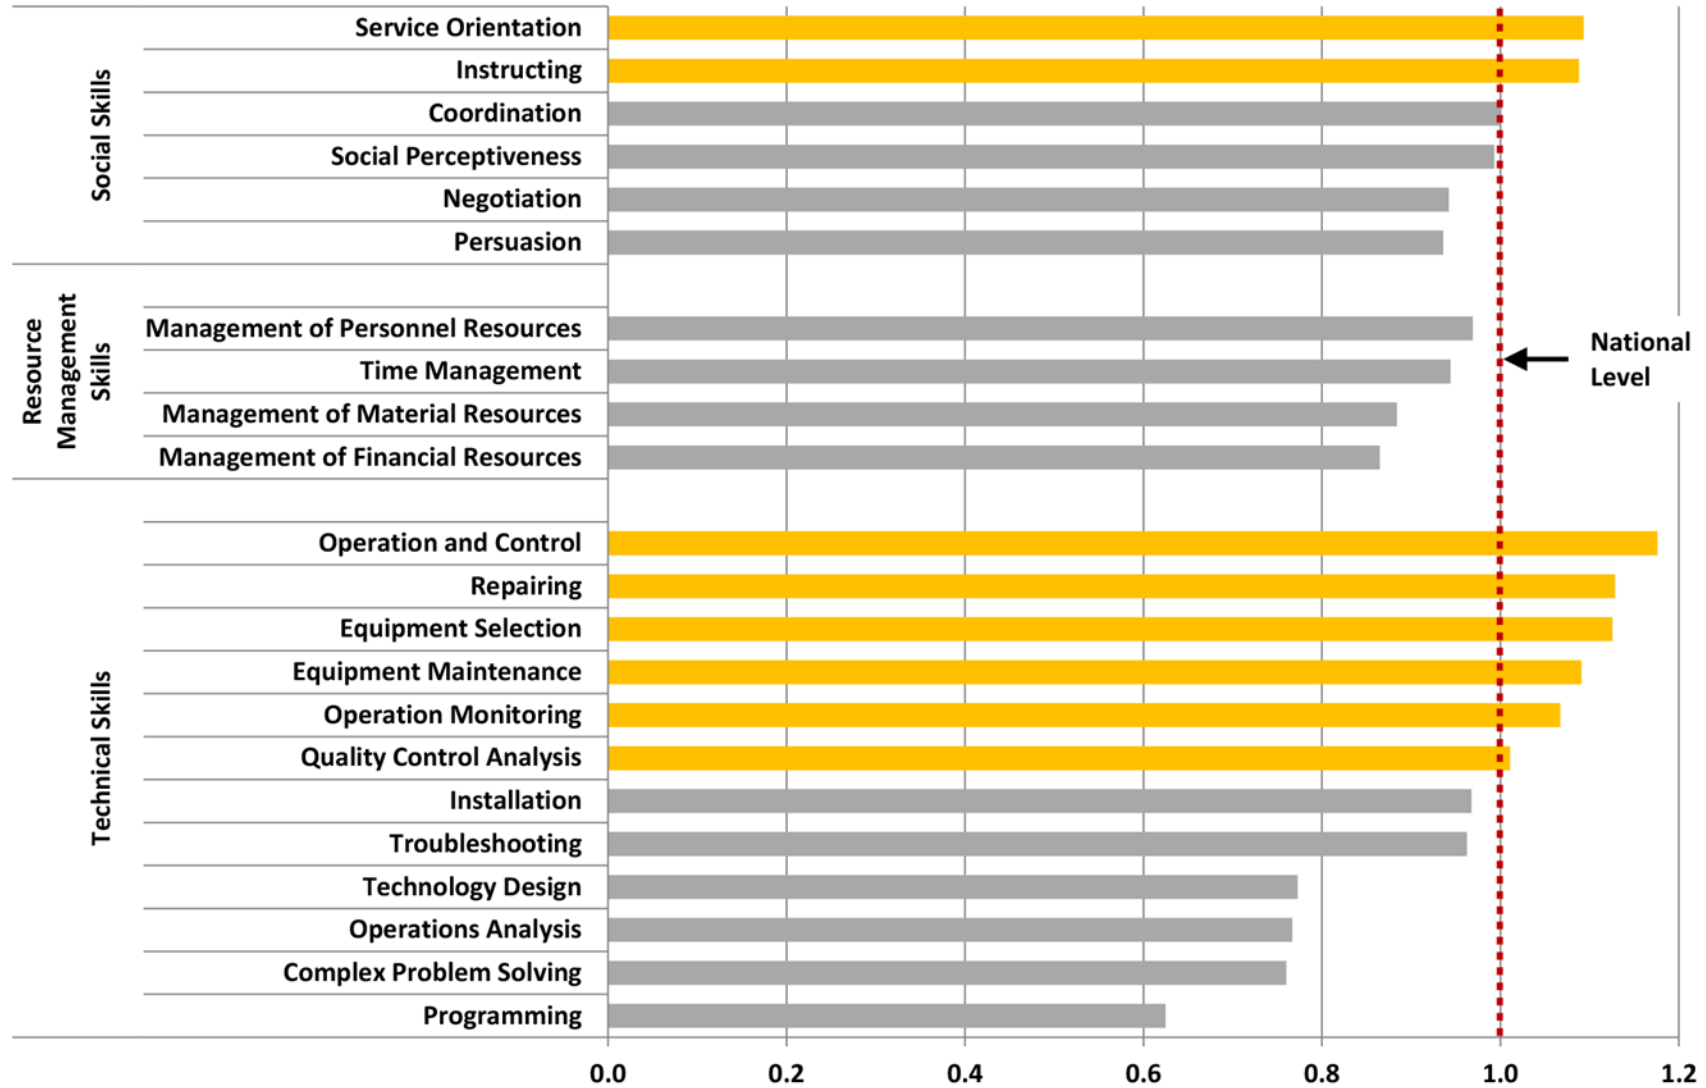 Social Skills
Service Orientation
Instructing
Coordination
Social Perceptiveness
Negotiation
Persuasion
Resource
Management
Skills
Management of Personnel Resources
Time Management
Management of Material Resources
Management of Financial Resources
National
Level
Technical Skills
Operation and Control
Repairing
Equipment Selection
Equipment Maintenance
Operation Monitoring
Quality Control Analysis
Installation
Troubleshooting
Technology Design
Operations Analysis
Complex Problem Solving
Programming
0.0 0.2 0.4 0.6 0.8 1.0 1.2